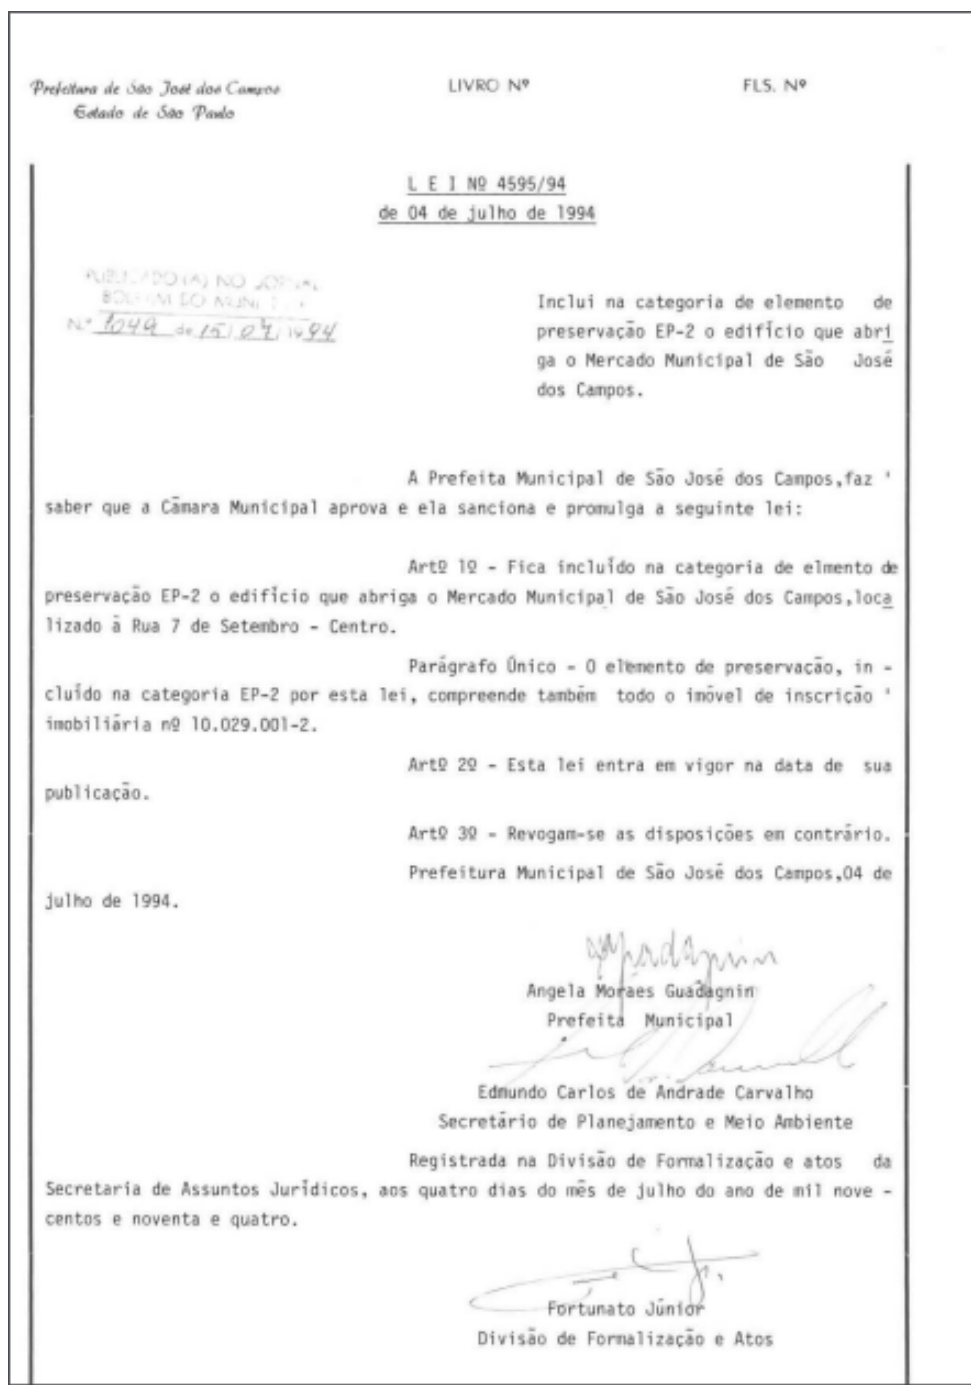 Prefeitura de São José dos Campos
Estado de São Paulo
LIVRO Nº
FLS. Nº
L E I Nº 4595/94
de 04 de julho de 1994
PUBLICADO(A) NO JORNAL
BOLETIM DO MUNICÍPIO
N.º 1049 de 15/07/1994
Inclui na categoria de elemento de
preservação EP-2 o edifício que abri
ga o Mercado Municipal de São José
dos Campos.
A Prefeita Municipal de São José dos Campos,faz '
saber que a Câmara Municipal aprova e ela sanciona e promulga a seguinte lei:
Artº 1º - Fica incluído na categoria de elmento de
preservação EP-2 o edifício que abriga o Mercado Municipal de São José dos Campos,loca
lizado à Rua 7 de Setembro - Centro.
Parágrafo Único - O elemento de preservação, in -
cluído na categoria EP-2 por esta lei, compreende também todo o imóvel de inscrição '
imobiliária nº 10.029.001-2.
Artº 2º - Esta lei entra em vigor na data de sua
publicação.
Artº 3º - Revogam-se as disposições em contrário.
Prefeitura Municipal de São José dos Campos,04 de
julho de 1994.
Angela Moraes Guadagnin
Prefeita Municipal
Edmundo Carlos de Andrade Carvalho
Secretário de Planejamento e Meio Ambiente
Registrada na Divisão de Formalização e atos da
Secretaria de Assuntos Jurídicos, aos quatro dias do mês de julho do ano de mil nove -
centos e noventa e quatro.
Fortunato Júnior
Divisão de Formalização e Atos